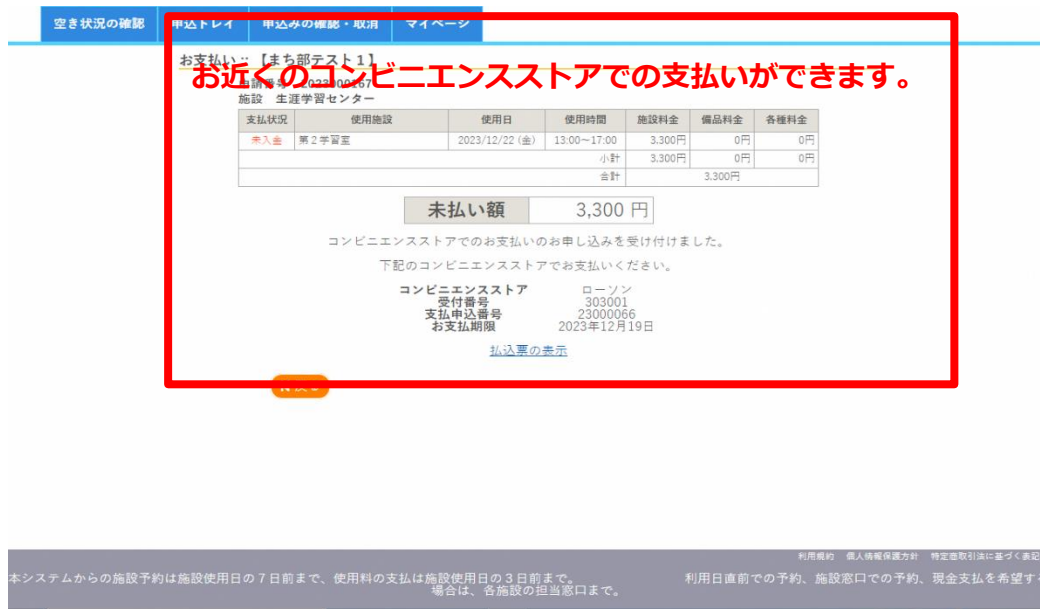 空き状況の確認 申込トレイ 申込みの確認・取消 マイページ
お支払い :: 【まち部テスト１】
お近くのコンビニエンスストアでの支払いができます。
施設 生涯学習センター
支払状況 使用施設 使用日 使用時間 施設料金 備品料金 各種料金
未入金 第２学習室 2023/12/22 (金) 13:00～17:00 3,300円 0円 0円
小計 3,300円 0円 0円
合計 3,300円
未払い額 3,300 円
コンビニエンスストアでのお支払いのお申し込みを受け付けました。
下記のコンビニエンスストアでお支払いください。
コンビニエンスストア ローソン
受付番号 303001
支払申込番号 23000066
お支払期限 2023年12月19日
払込票の表示
利用規約 個人情報保護方針 特定商取引法に基づく表記
本システムからの施設予約は施設使用日の７日前まで、使用料の支払は施設使用日の３日前まで。 利用日直前での予約、施設窓口での予約、現金支払を希望す
場合は、各施設の担当窓口まで。